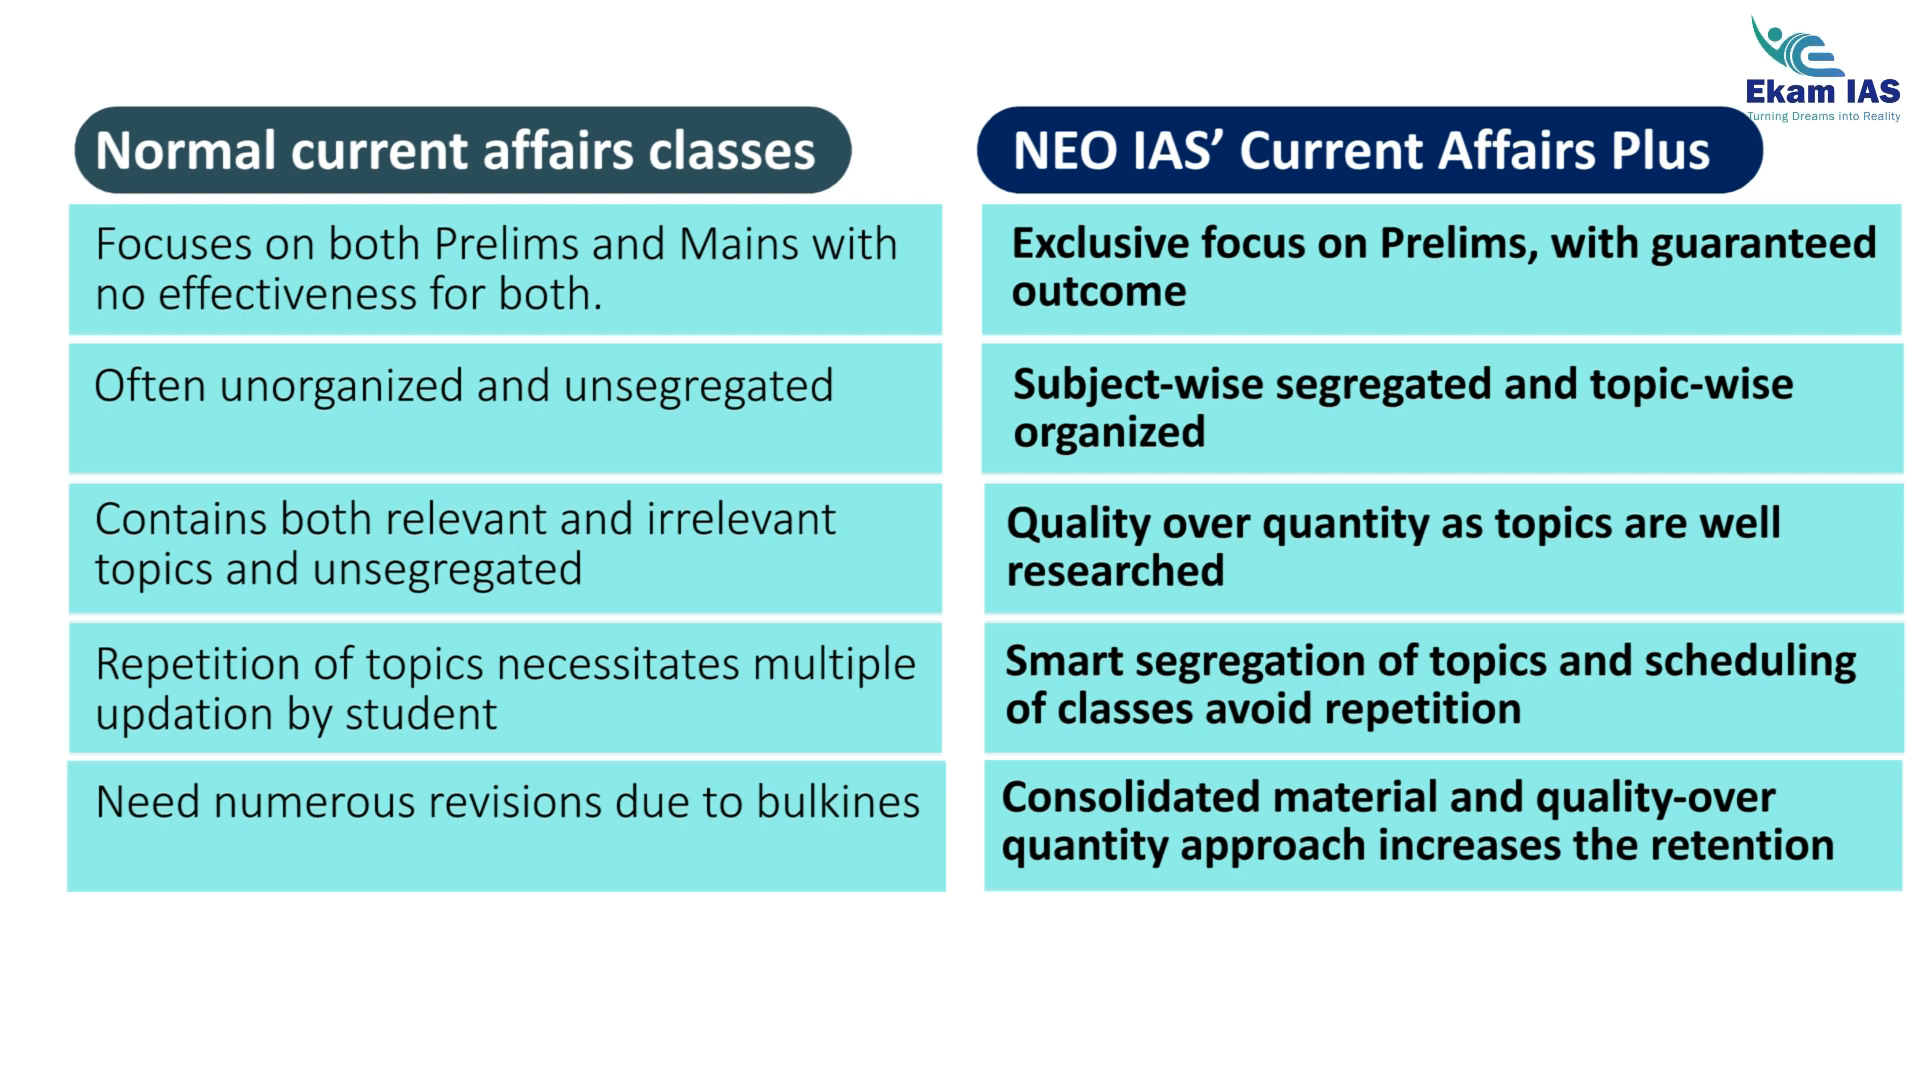 Ekam IAS
Turning Dreams into Reality
Normal current affairs classes
NEO IAS’ Current Affairs Plus
Focuses on both Prelims and Mains with
no effectiveness for both.
Exclusive focus on Prelims, with guaranteed
outcome
Often unorganized and unsegregated
Subject-wise segregated and topic-wise
organized
Contains both relevant and irrelevant
topics and unsegregated
Quality over quantity as topics are well
researched
Repetition of topics necessitates multiple
updation by student
Smart segregation of topics and scheduling
of classes avoid repetition
Need numerous revisions due to bulkines
Consolidated material and quality-over
quantity approach increases the retention